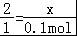 2/1 = x/0.1mol